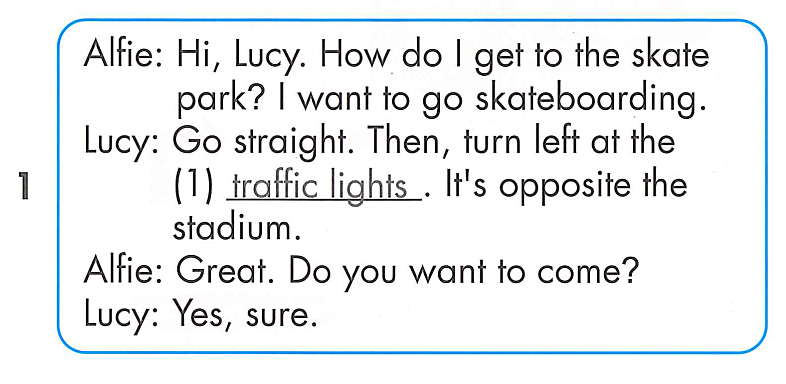 Alfie: Hi, Lucy. How do I get to the skate
park? I want to go skateboarding.
Lucy: Go straight. Then, turn left at the
1
(1) traffic lights. It's opposite the
stadium.
Alfie: Great. Do you want to come?
Lucy: Yes, sure.